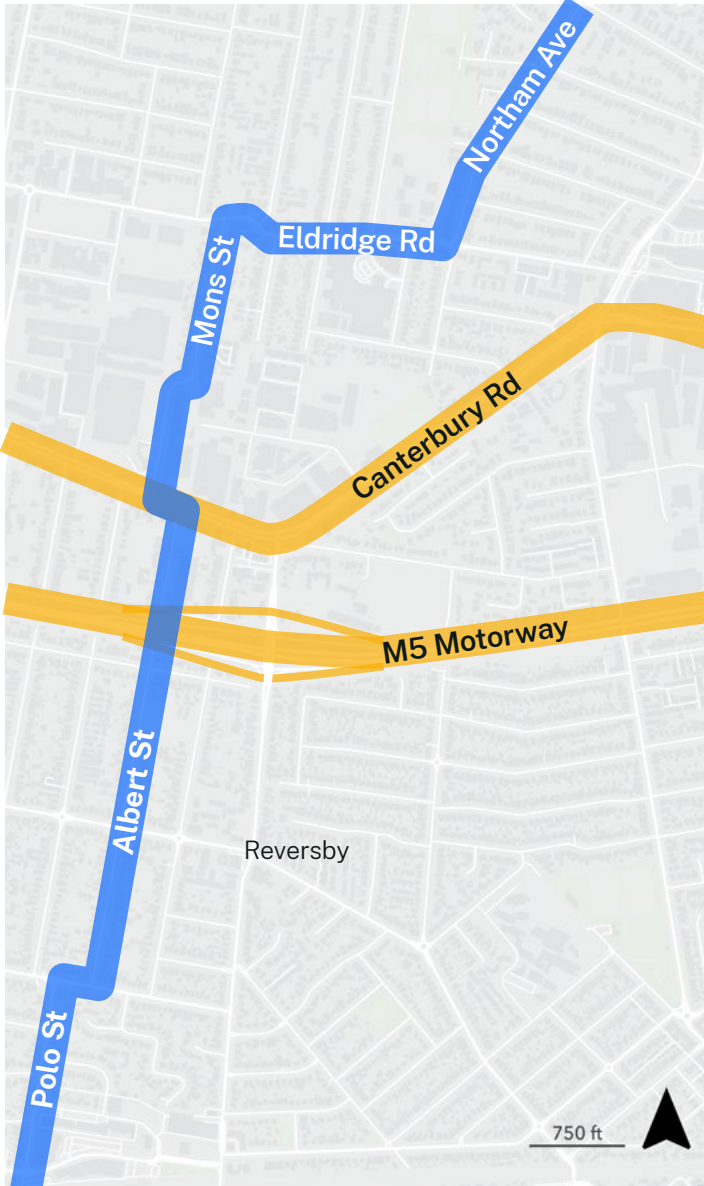 Northam Ave
Eldridge Rd
Mons St
Canterbury Rd
M5 Motorway
Albert St
Reversby
Polo St
750 ft